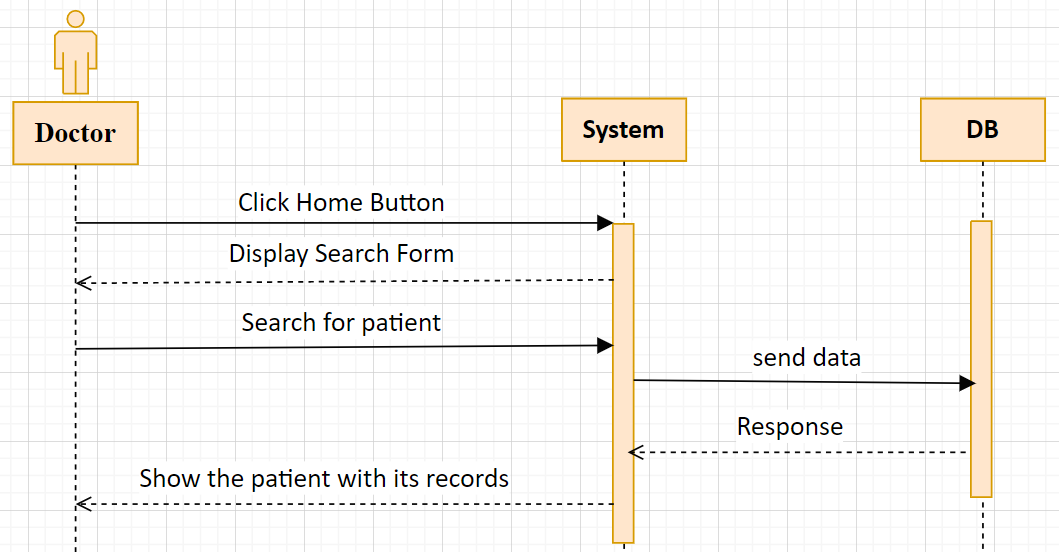 Doctor
System
DB
Click Home Button
Display Search Form
Search for patient
send data
Response
Show the patient with its records